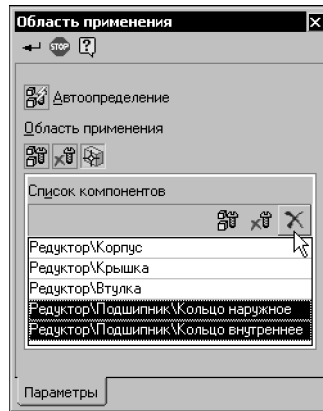 Область применения
STOP
Автоопределение
Область применения
Список компонентов
Редуктор\Корпус
Редуктор\Крышка
Редуктор\Втулка
Редуктор\Подшипник\Кольцо наружное
Редуктор\Подшипник\Кольцо внутреннее
Параметры